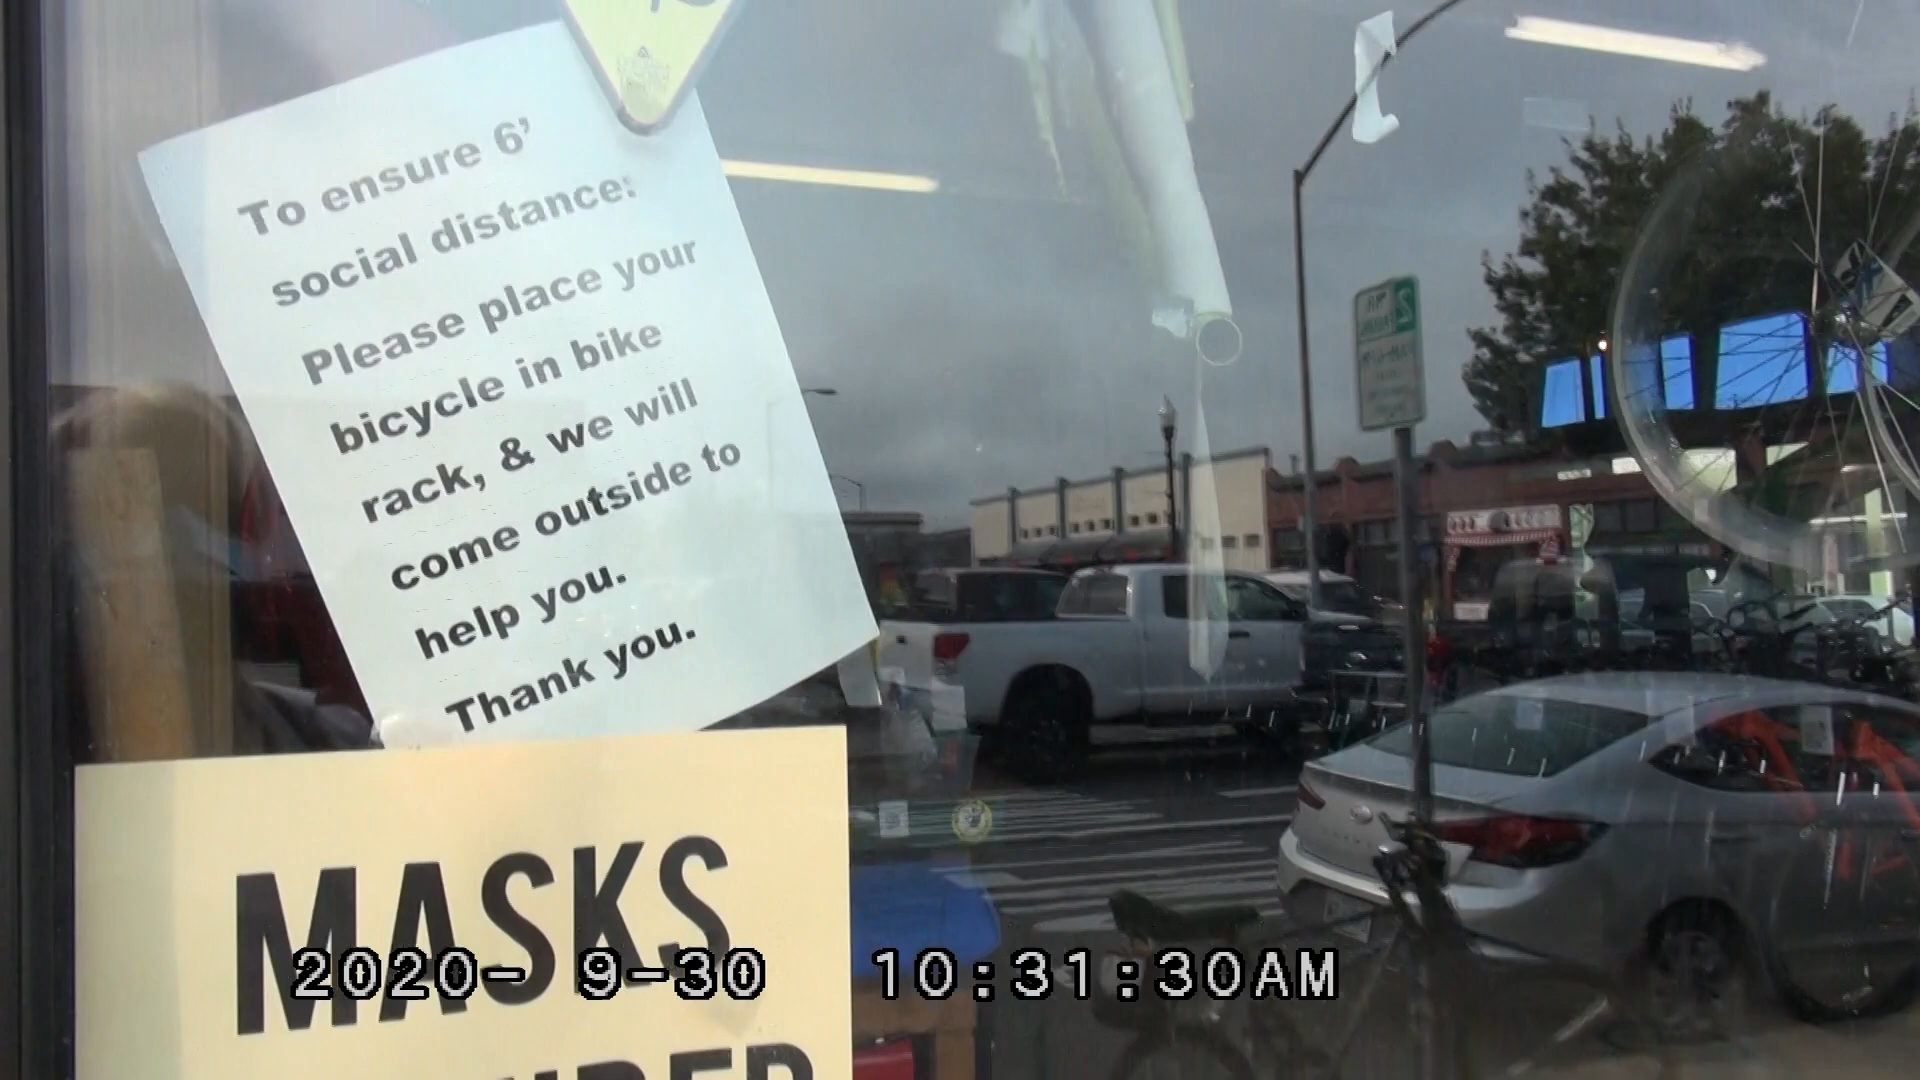 To ensure 6’
social distance:
Please place your
bicycle in bike
rack, & we will
come outside to
help you.
Thank you.
MASKS
2020- 9-30 10:31:30AM